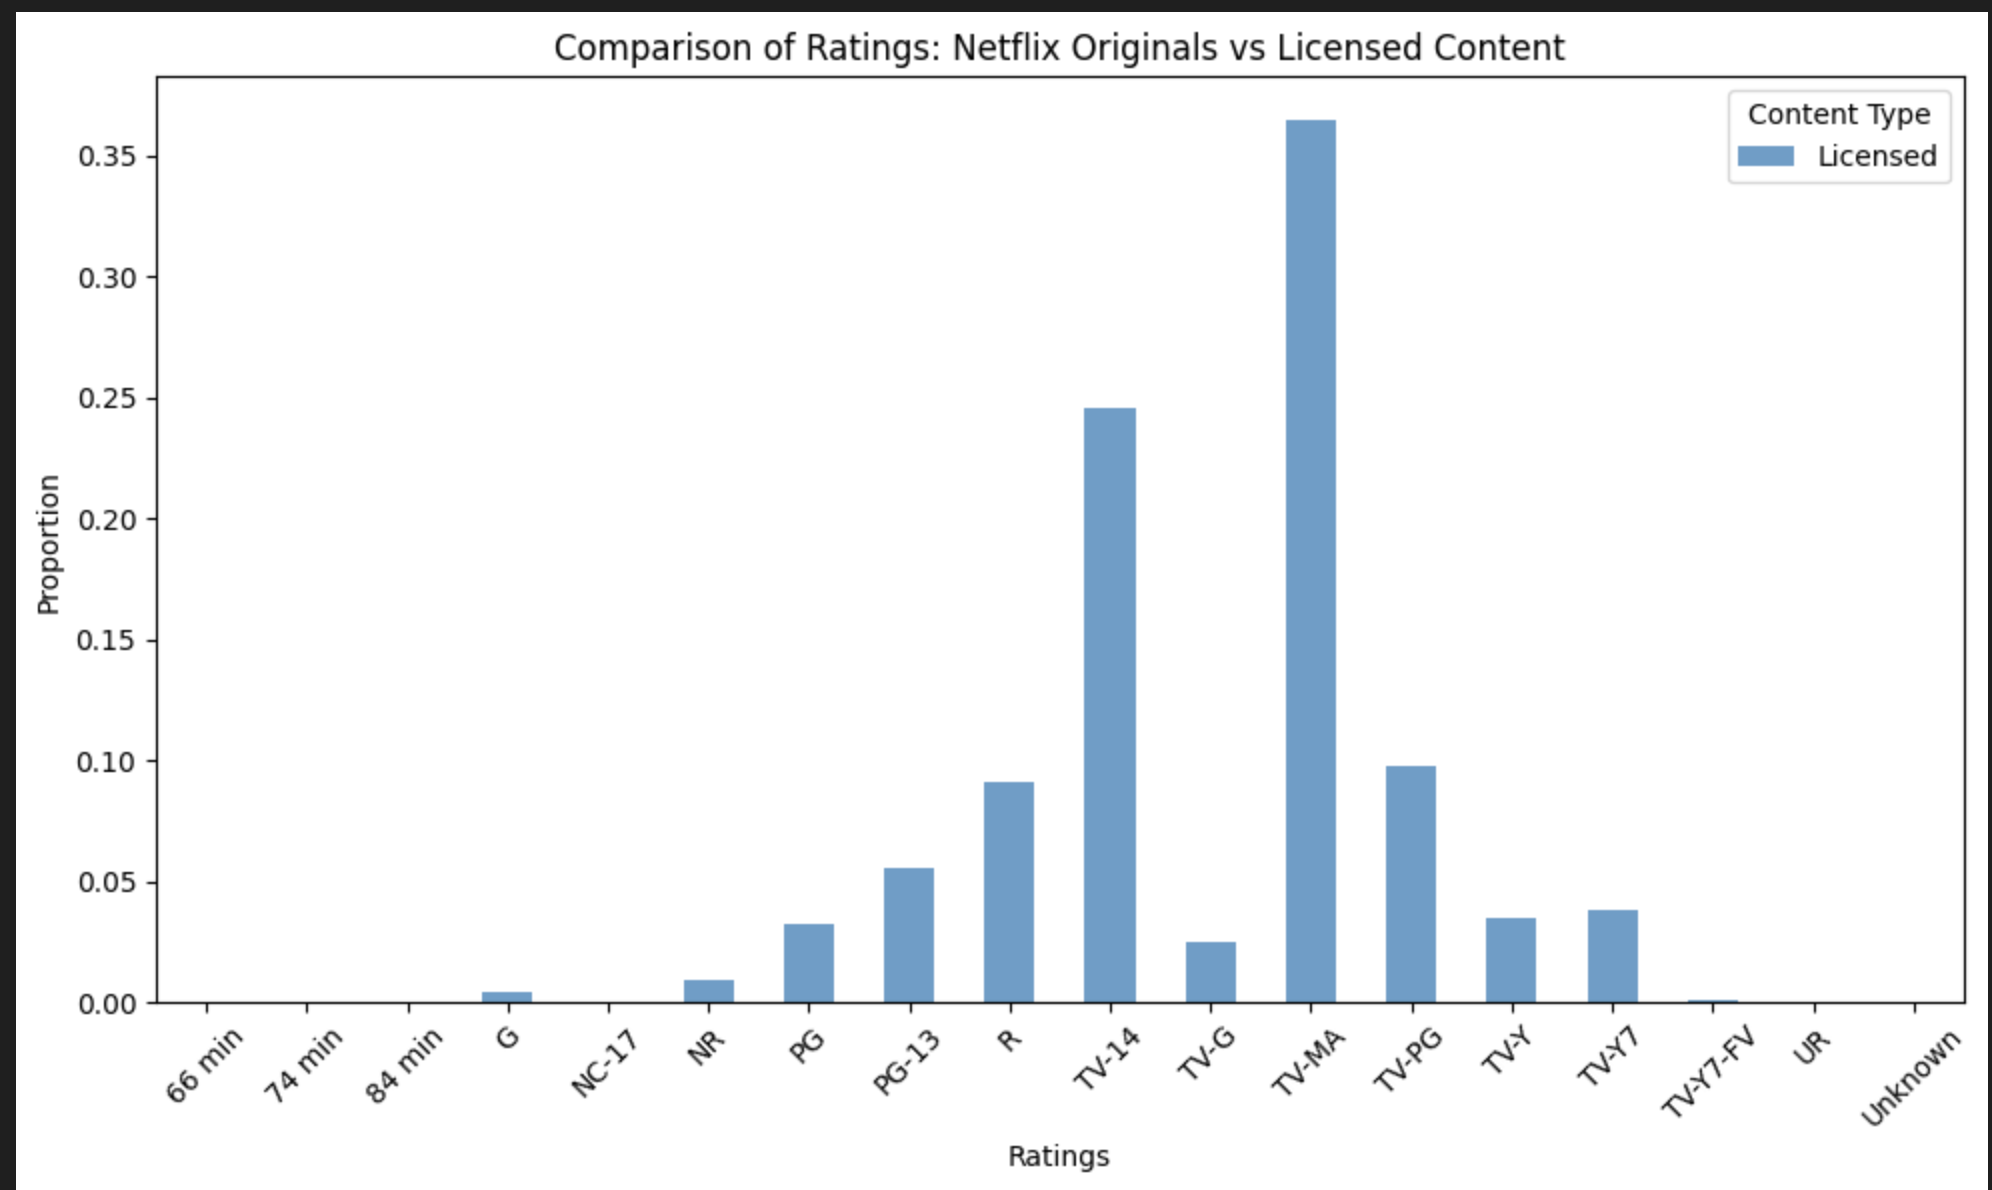 Comparison of Ratings: Netflix Originals vs Licensed Content
Content Type
Licensed
0.35
0.30
0.25
0.20
0.15
0.10
0.05
0.00
Proportion
66 min
74 min
84 min
G
NC-17
NR
PG
PG-13
R
TV-14
TV-G
TV-MA
TV-PG
TV-Y
TV-Y7
TV-Y7-FV
UR
Unknown
Ratings